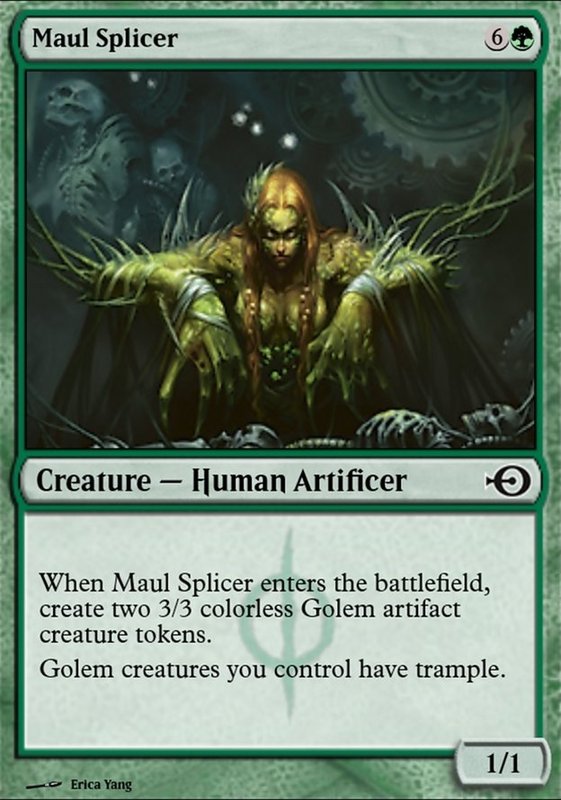 Maul Splicer 6
Creature — Human Artificer
When Maul Splicer enters the battlefield,
create two 3/3 colorless Golem artifact
creature tokens.
Golem creatures you control have trample.
1/1
Erica Yang